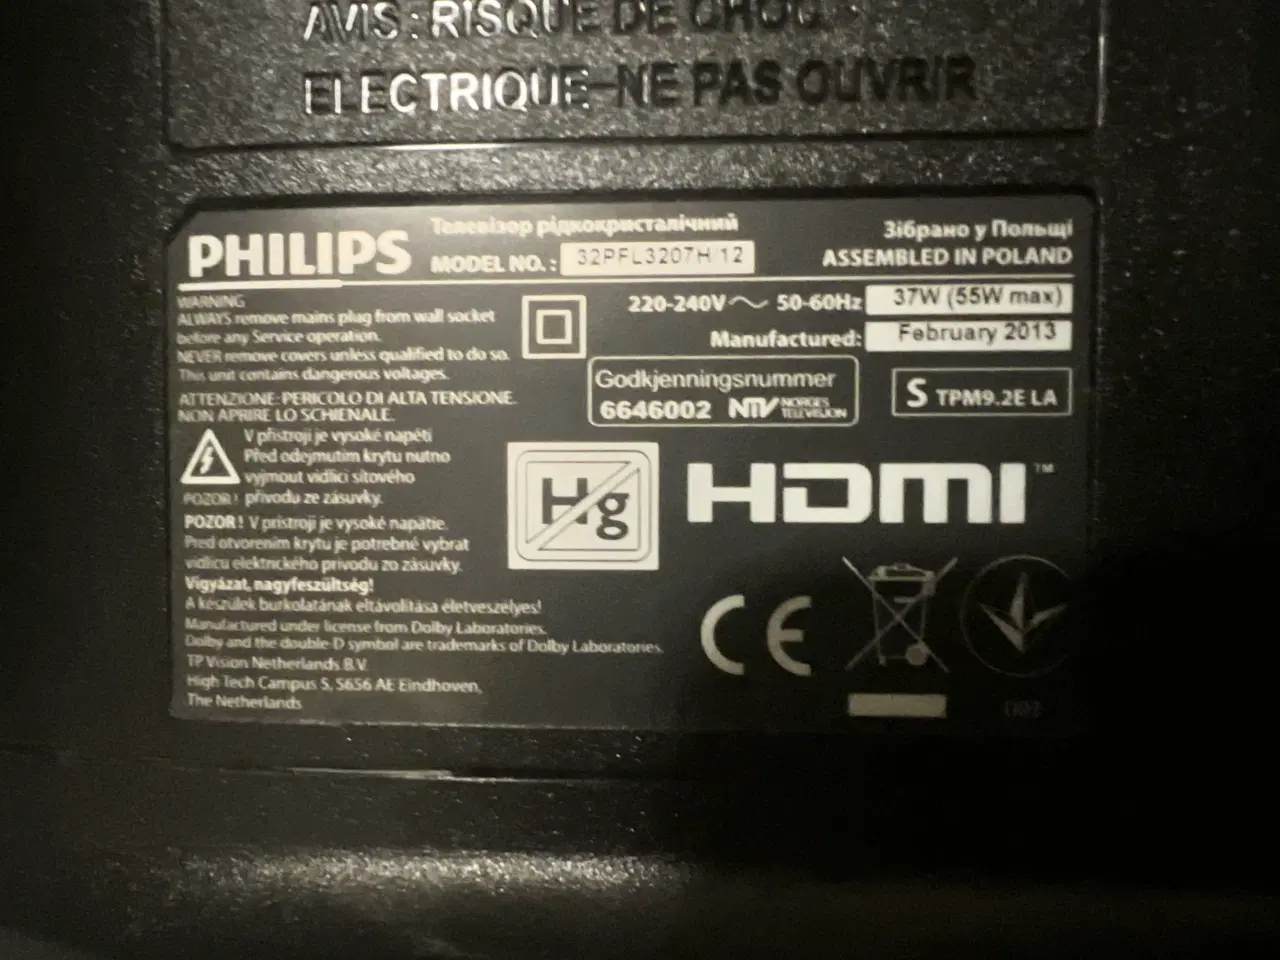 AVIS : RISQUE DE CHOC
ELECTRIQUE-NE PAS OUVRIR
PHILIPS
Телевізор рідкокристалічний
MODEL NO. : 32PFL3207H/12
Зібрано у Польщі
ASSEMBLED IN POLAND
WARNING
ALWAYS remove mains plug from wall socket
before any Service operation.
NEVER remove covers unless qualified to do so.
This unit contains dangerous voltages.
ATTENZIONE: PERICOLO DI ALTA TENSIONE.
NON APRIRE LO SCHIENALE.
V přístroji je vysoké napětí
Před odejmutím krytu nutno
vyjmout vidlici síťového
POZOR! přívodu ze zásuvky.
POZOR! V prístroji je vysoké napätie.
Pred otvorením krytu je potrebné vybrat
vidlicu elektrického prívodu zo zásuvky.
Vigyázat, nagyfeszültség!
A készülék burkolatának eltávolítása életveszélyes!
Manufactured under license from Dolby Laboratories.
Dolby and the double-D symbol are trademarks of Dolby Laboratories.
TP Vision Netherlands B.V.
High Tech Campus 5, 5656 AE Eindhoven,
The Netherlands
220-240V ~ 50-60Hz 37W (55W max)
Manufactured: February 2013
Godkjenningsnummer
6646002 NTV NORGES
TELEVISJON
S TPM9.2E LA
Hg
HDMI™
CE